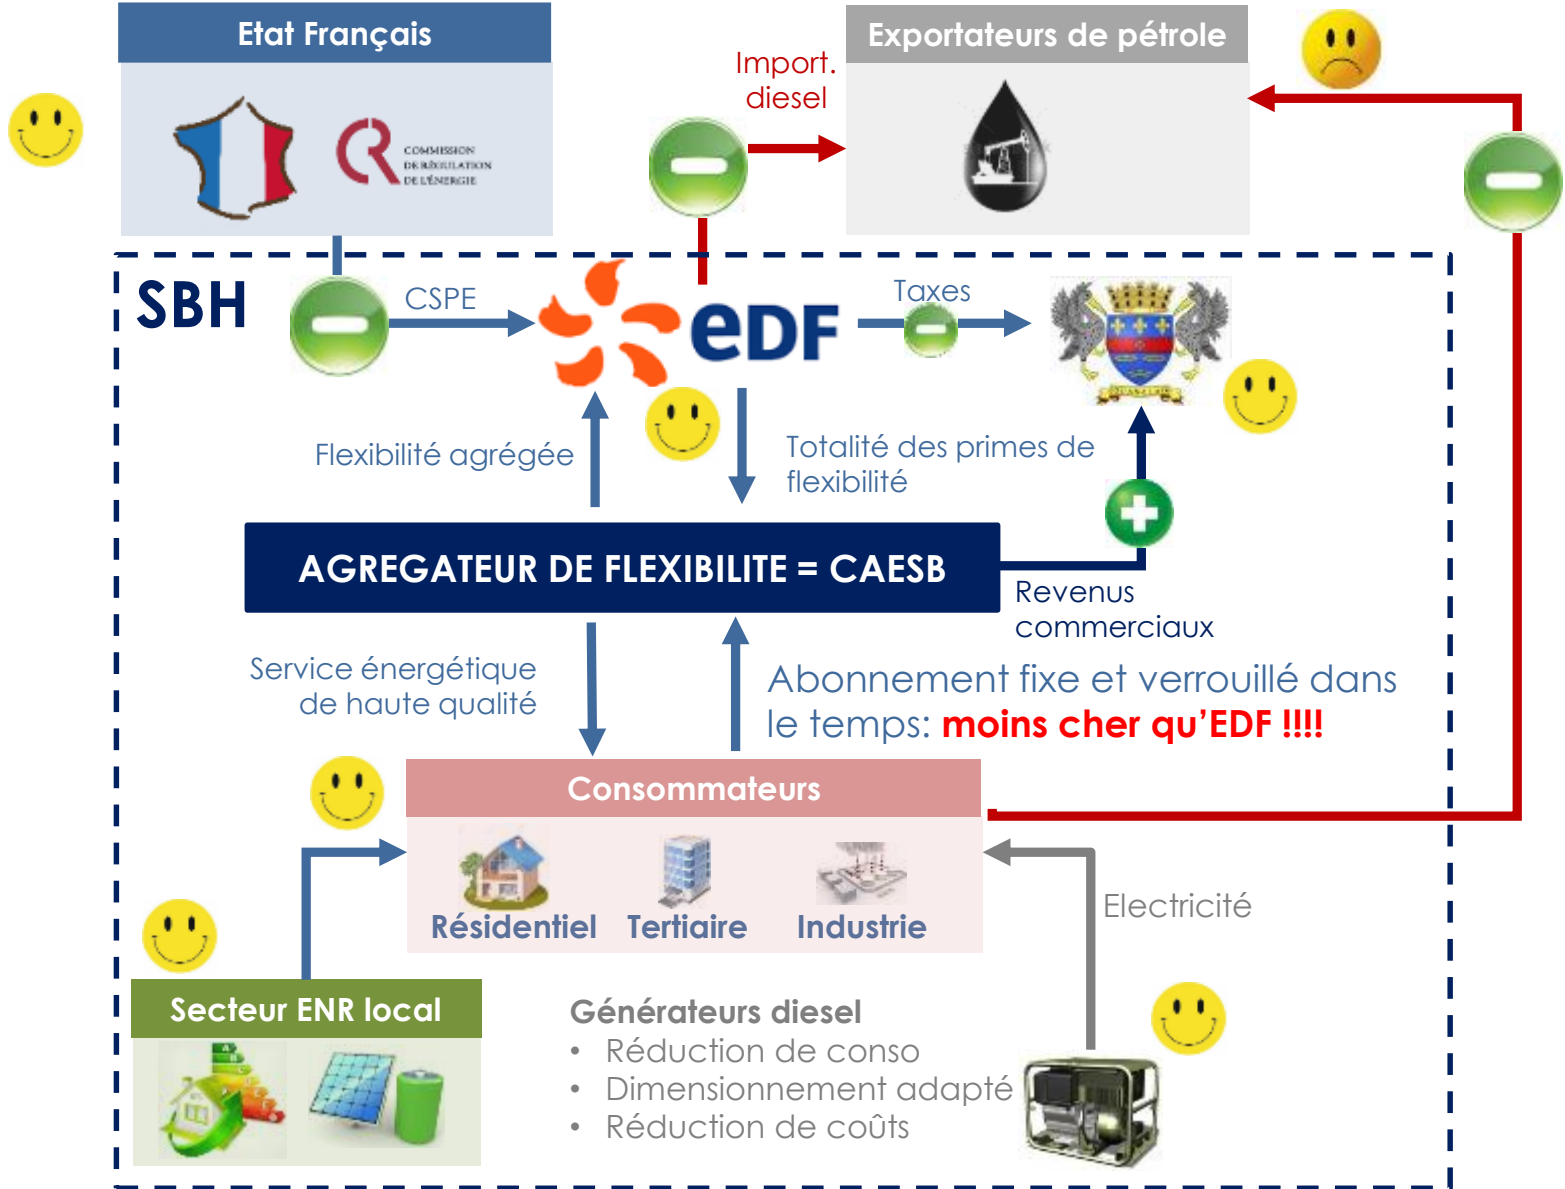 Etat Français
Exportateurs de pétrole
Import.
diesel
COMMISSION
DE RÉGULATION
DE L'ÉNERGIE
SBH
CSPE
eDF
Taxes
Flexibilité agrégée
Totalité des primes de
flexibilité
AGREGATEUR DE FLEXIBILITE = CAESB
Revenus
commerciaux
Service énergétique
de haute qualité
Abonnement fixe et verrouillé dans
le temps: moins cher qu'EDF !!!!
Consommateurs
Résidentiel
Tertiaire
Industrie
Electricité
Secteur ENR local
Générateurs diesel
• Réduction de conso
• Dimensionnement adapté
• Réduction de coûts